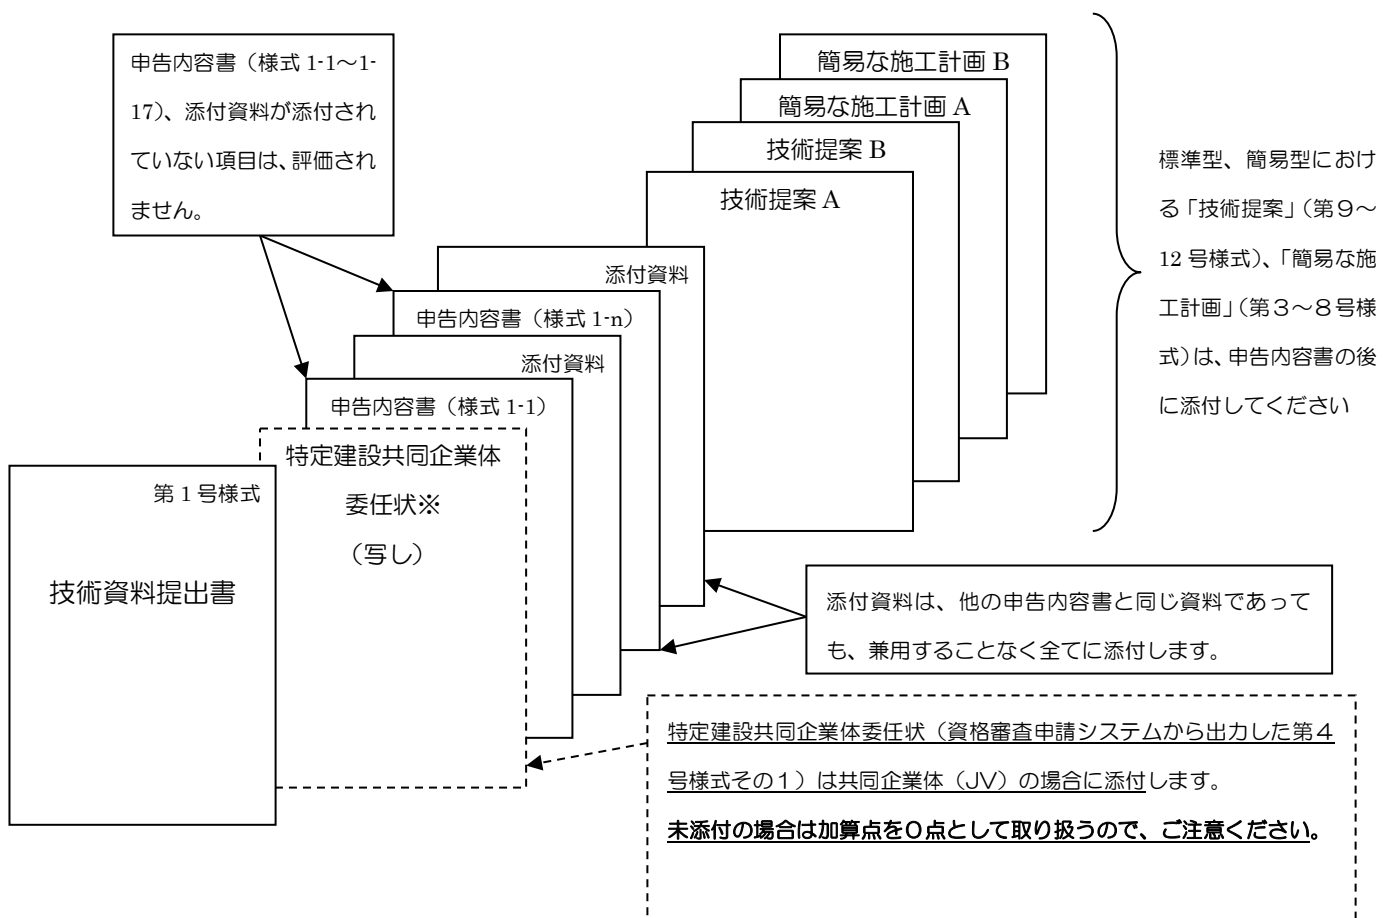 申告内容書（様式 1-1～1-
17)、添付資料が添付され
ていない項目は、評価され
ません。
簡易な施工計画 B
簡易な施工計画 A
技術提案 B
技術提案 A
標準型、簡易型におけ
る「技術提案」（第９～
12 号様式）、「簡易な施
工計画」（第３～８号様
式）は、申告内容書の後
に添付してください
添付資料
申告内容書（様式 1-n）
添付資料
申告内容書（様式 1-1）
特定建設共同企業体
委任状※
（写し）
第 1 号様式
技術資料提出書
添付資料は、他の申告内容書と同じ資料であって
も、兼用することなく全てに添付します。
特定建設共同企業体委任状（資格審査申請システムから出力した第４
号様式その１）は共同企業体（JV）の場合に添付します。
未添付の場合は加算点を０点として取り扱うので、ご注意ください。